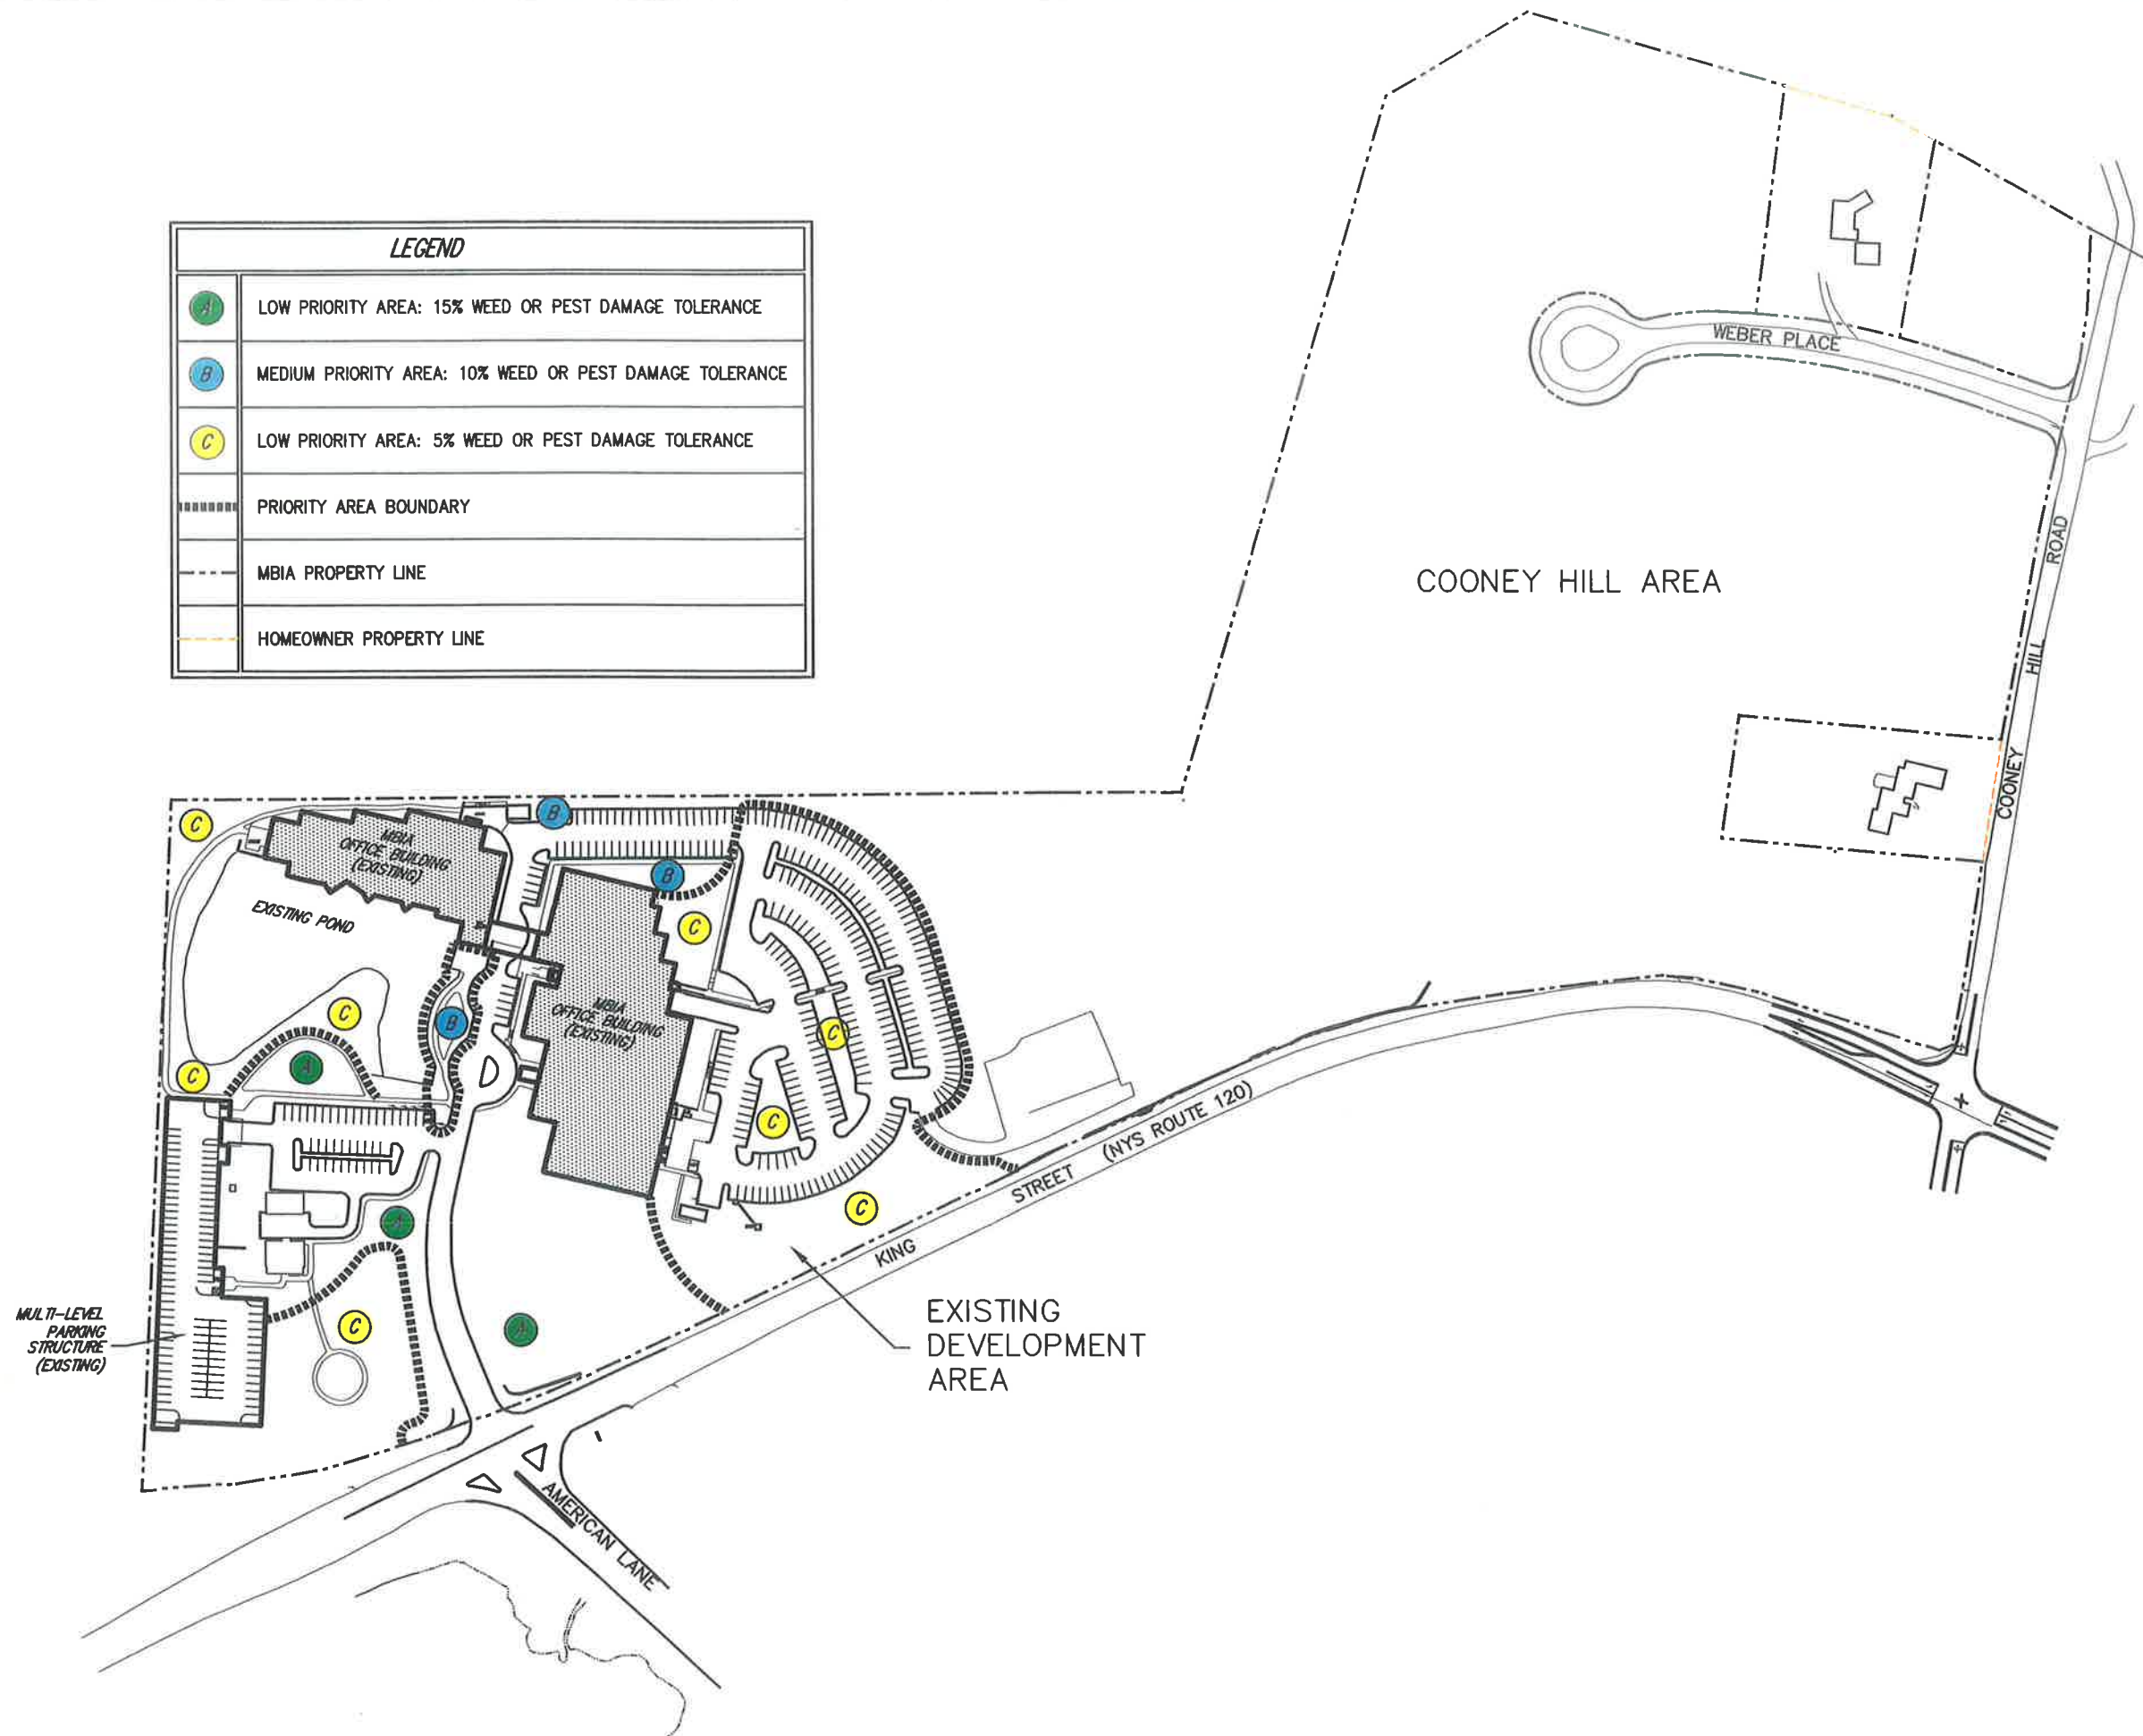 LEGEND
A LOW PRIORITY AREA: 15% WEED OR PEST DAMAGE TOLERANCE
B MEDIUM PRIORITY AREA: 10% WEED OR PEST DAMAGE TOLERANCE
C LOW PRIORITY AREA: 5% WEED OR PEST DAMAGE TOLERANCE
PRIORITY AREA BOUNDARY
MBIA PROPERTY LINE
HOMEOWNER PROPERTY LINE
WEBER PLACE
COONEY HILL AREA
COONEY HILL ROAD
C
B
MBIA
OFFICE BUILDING
(EXISTING)
B
EXISTING POND
C
C
B
MBIA
OFFICE BUILDING
(EXISTING)
C
A
C
C
A
C
KING STREET (NYS ROUTE 120)
MULTI-LEVEL
PARKING
STRUCTURE
(EXISTING)
C
A
EXISTING
DEVELOPMENT
AREA
AMERICAN LANE